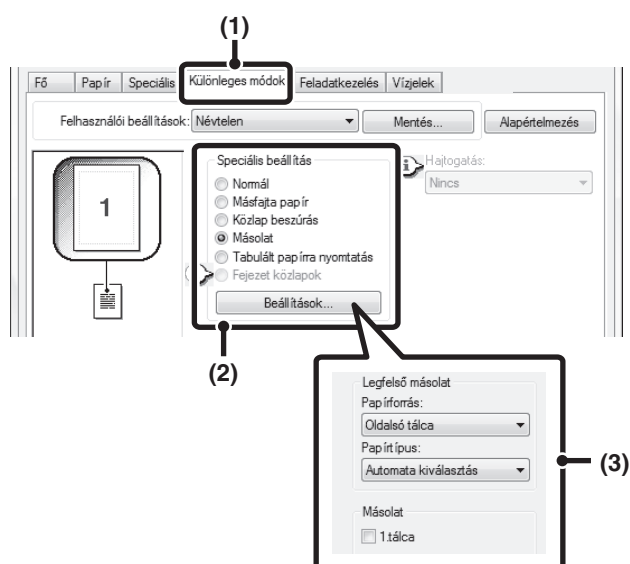 (1)
Fő Papír Speciális Különleges módok Feladatkezelés Vízjelek
Felhasználói beállítások: Névtelen Mentés... Alapértelmezés
Speciális beállítás
Normál
Másfajta papír
Közlap beszúrás
Másolat
Tabulált papírra nyomtatás
Fejezet közlapok
Beállítások...
Hajtogatás:
Nincs
1
(2)
Legfelső másolat
Papírforrás:
Oldalsó tálca
Papírtípus:
Automata kiválasztás
(3)
Másolat
1.tálca